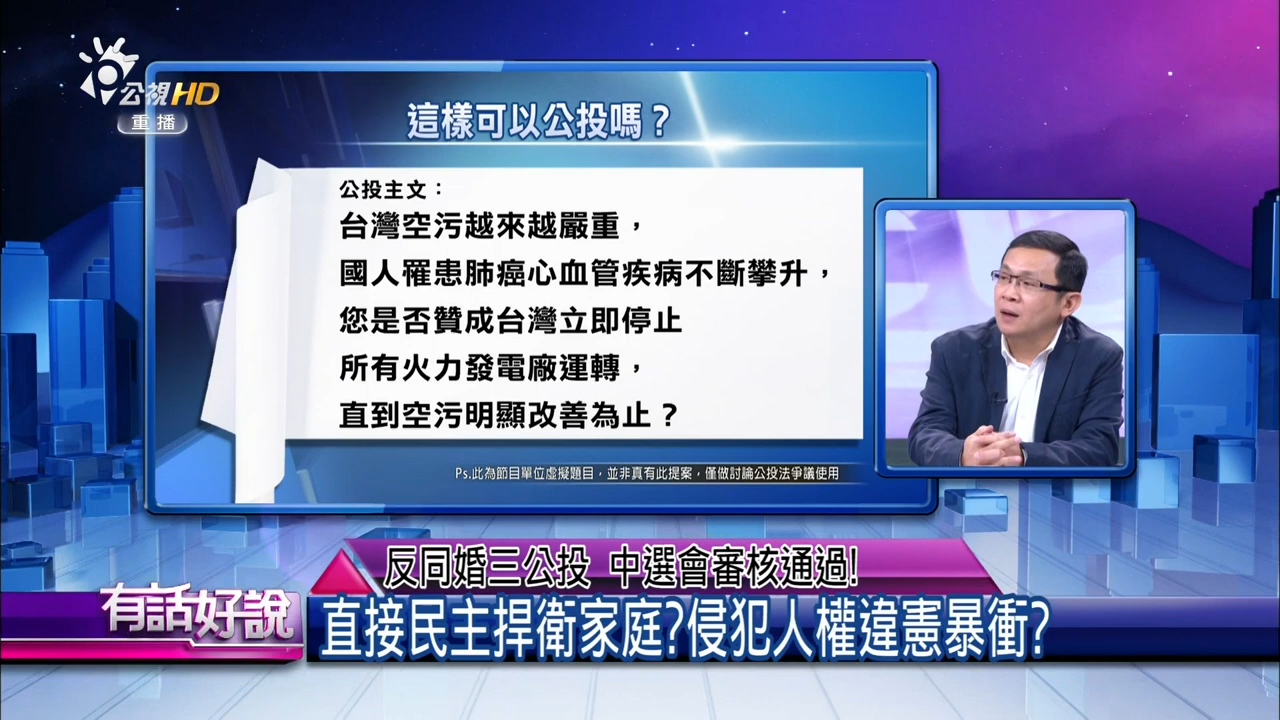 公視HD
重播
這樣可以公投嗎？
公投主文：
台灣空污越來越嚴重，
國人罹患肺癌心血管疾病不斷攀升，
您是否贊成台灣立即停止
所有火力發電廠運轉，
直到空污明顯改善為止？
Ps.此為節目單位虛擬題目，並非真有此提案，僅做討論公投法爭議使用
反同婚三公投 中選會審核通過!
有話好說
直接民主捍衛家庭?侵犯人權違憲暴衝?